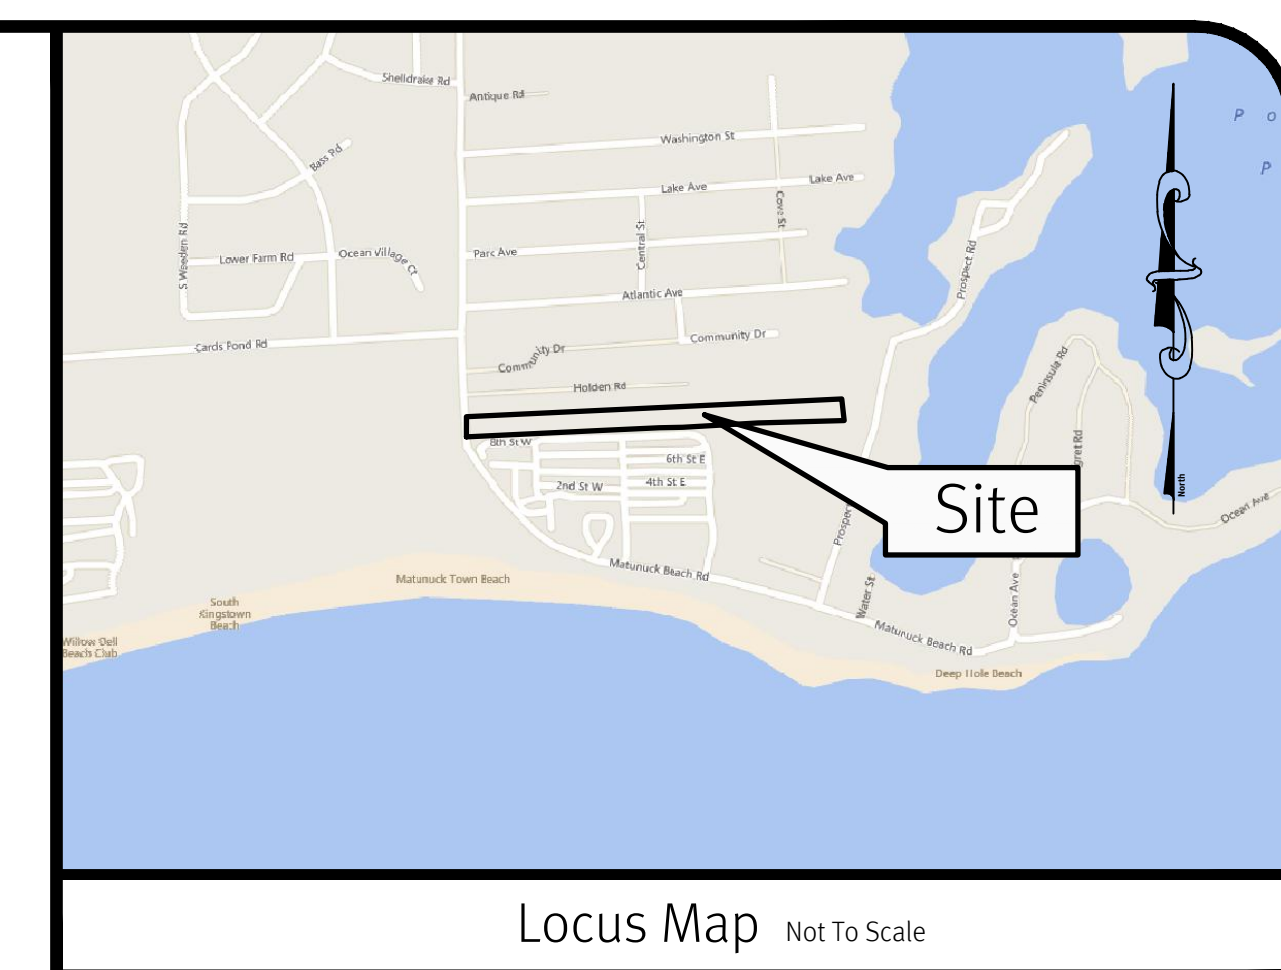 Shelldrake Rd
Antique Rd
P o
Washington St
Bass Rd
P
Lake Ave
Lake Ave
Cove St
S Weeden Rd
Central St
Lower Farm Rd
Ocean Village Ct
Parc Ave
Prospect Rd
Atlantic Ave
Community Dr
Cards Pond Rd
Community Dr
Peninsula Rd
Holden Rd
8th St W
6th St E
egret Rd
2nd St W
4th St E
North
Site
Ocean Ave
Prospec
Matunuck Beach Rd
Matunuck Town Beach
Water St
Ocean Ave
South
Kingstown
Beach
Matunuck Beach Rd
Willow Dell
Beach Club
Deep Hole Beach
Locus Map Not To Scale